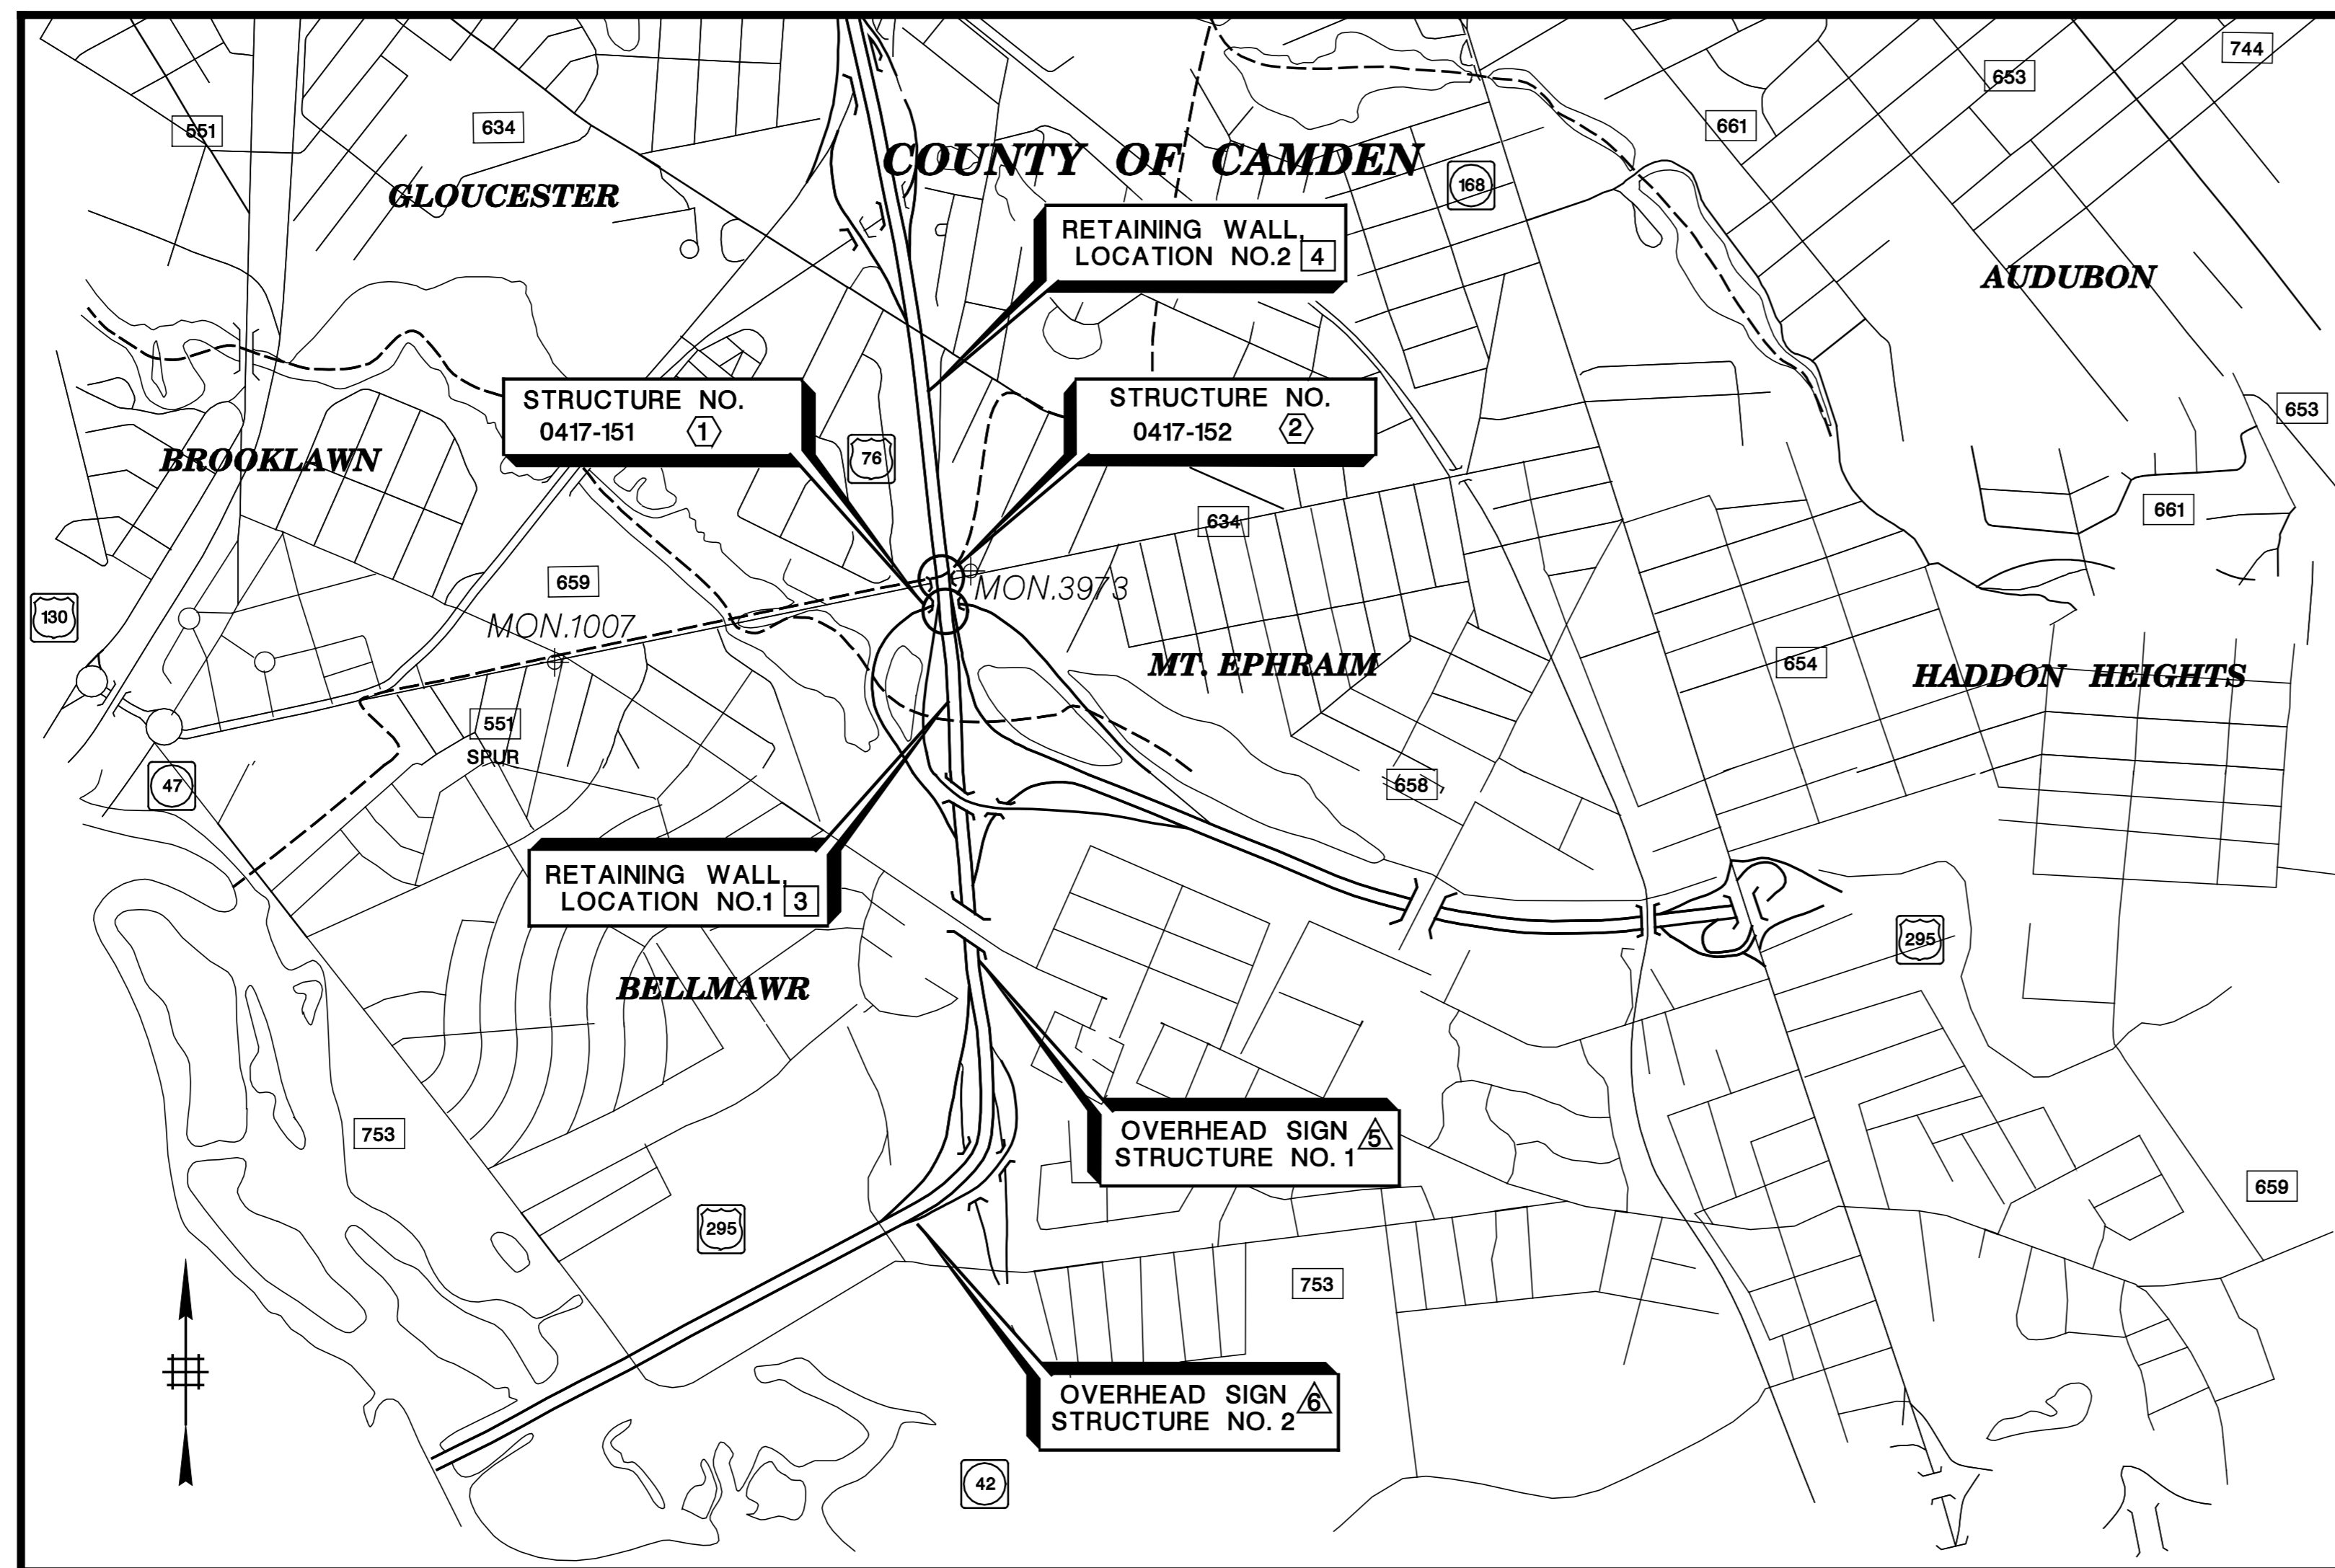 744
653
551
634
661
COUNTY OF CAMDEN
168
GLOUCESTER
RETAINING WALL,
LOCATION NO.2 4
AUDUBON
STRUCTURE NO.
0417-151 1
STRUCTURE NO.
0417-152 2
653
BROOKLAWN
76
661
634
659
MON.3973
130
MON.1007
MT. EPHRAIM
654
HADDON HEIGHTS
551
SPUR
47
658
RETAINING WALL,
LOCATION NO.1 3
295
BELLMAWR
753
OVERHEAD SIGN 5
STRUCTURE NO. 1
659
295
753
OVERHEAD SIGN 6
STRUCTURE NO. 2
42